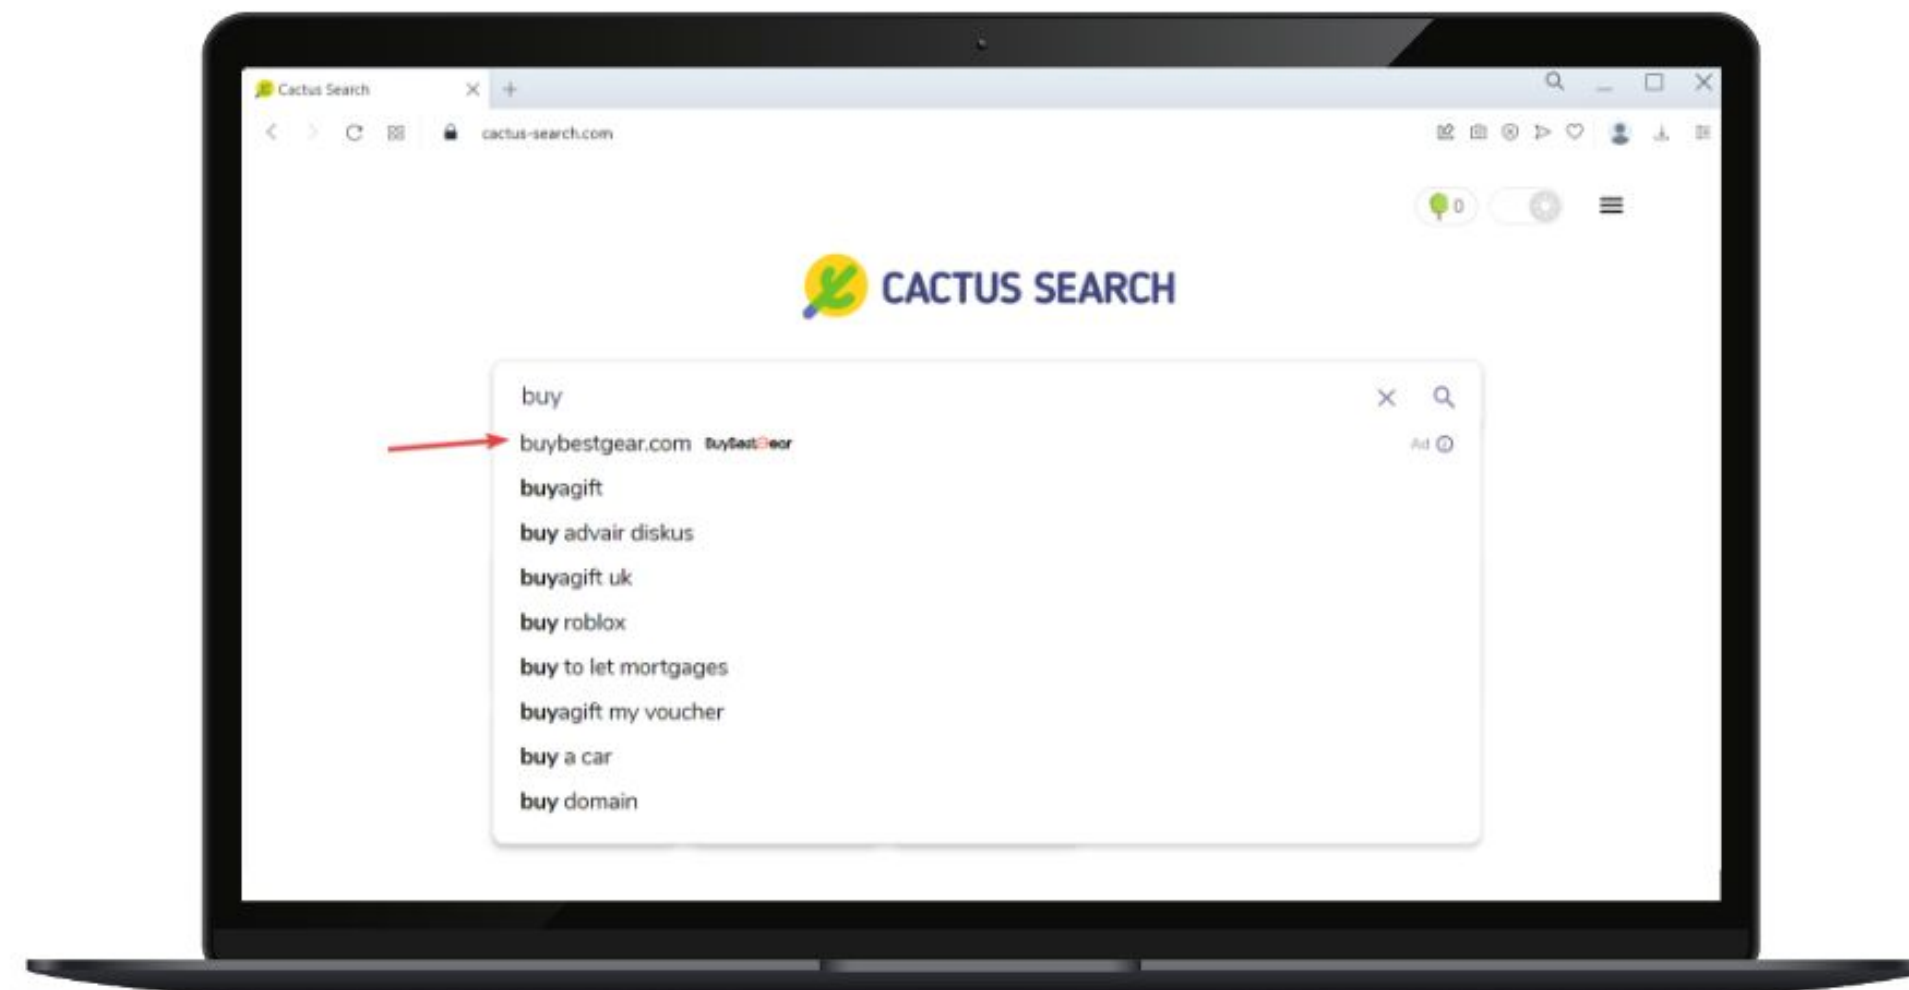 Cactus Search
cactus-search.com
0
CACTUS SEARCH
buy
buybestgear.com BuyBestGear Ad
buyagift
buy advair diskus
buyagift uk
buy roblox
buy to let mortgages
buyagift my voucher
buy a car
buy domain